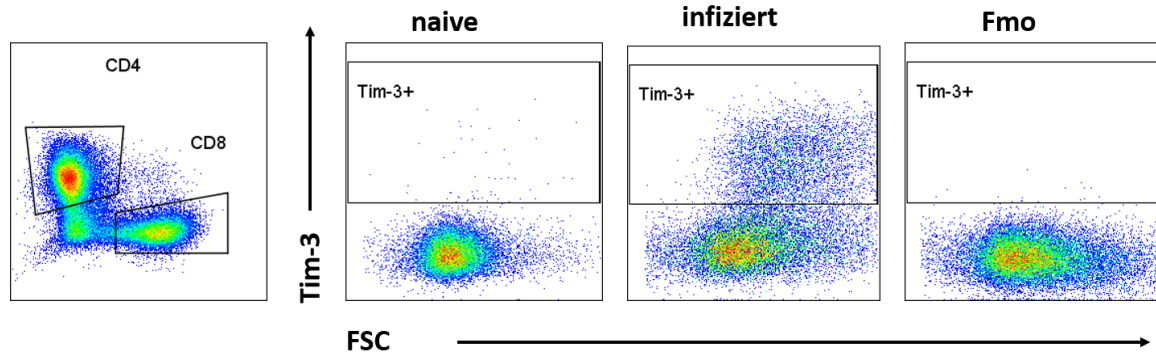 naive
infiziert
Fmo
CD4
CD8
Tim-3
Tim-3+
Tim-3+
Tim-3+
FSC